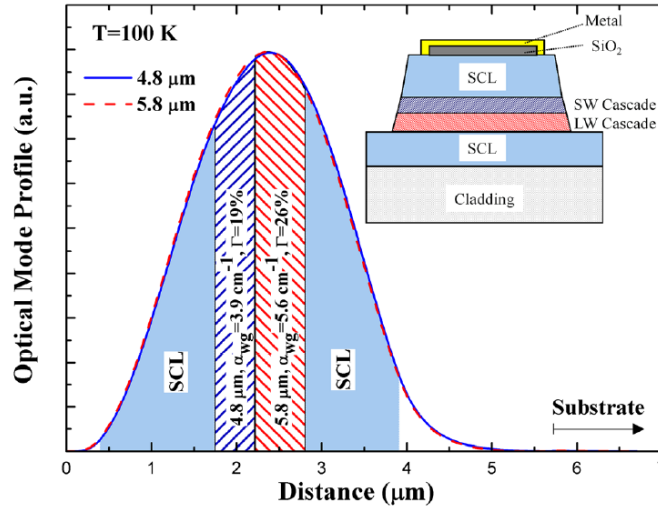 T=100 K
4.8 μm
5.8 μm
Optical Mode Profile (a.u.)
SCL
4.8 μm, α_wg=3.9 cm⁻¹, Γ=19%
5.8 μm, α_wg=5.6 cm⁻¹, Γ=26%
SCL
Metal
SiO₂
SCL
SW Cascade
LW Cascade
SCL
Cladding
Substrate
0 1 2 3 4 5 6
Distance (μm)